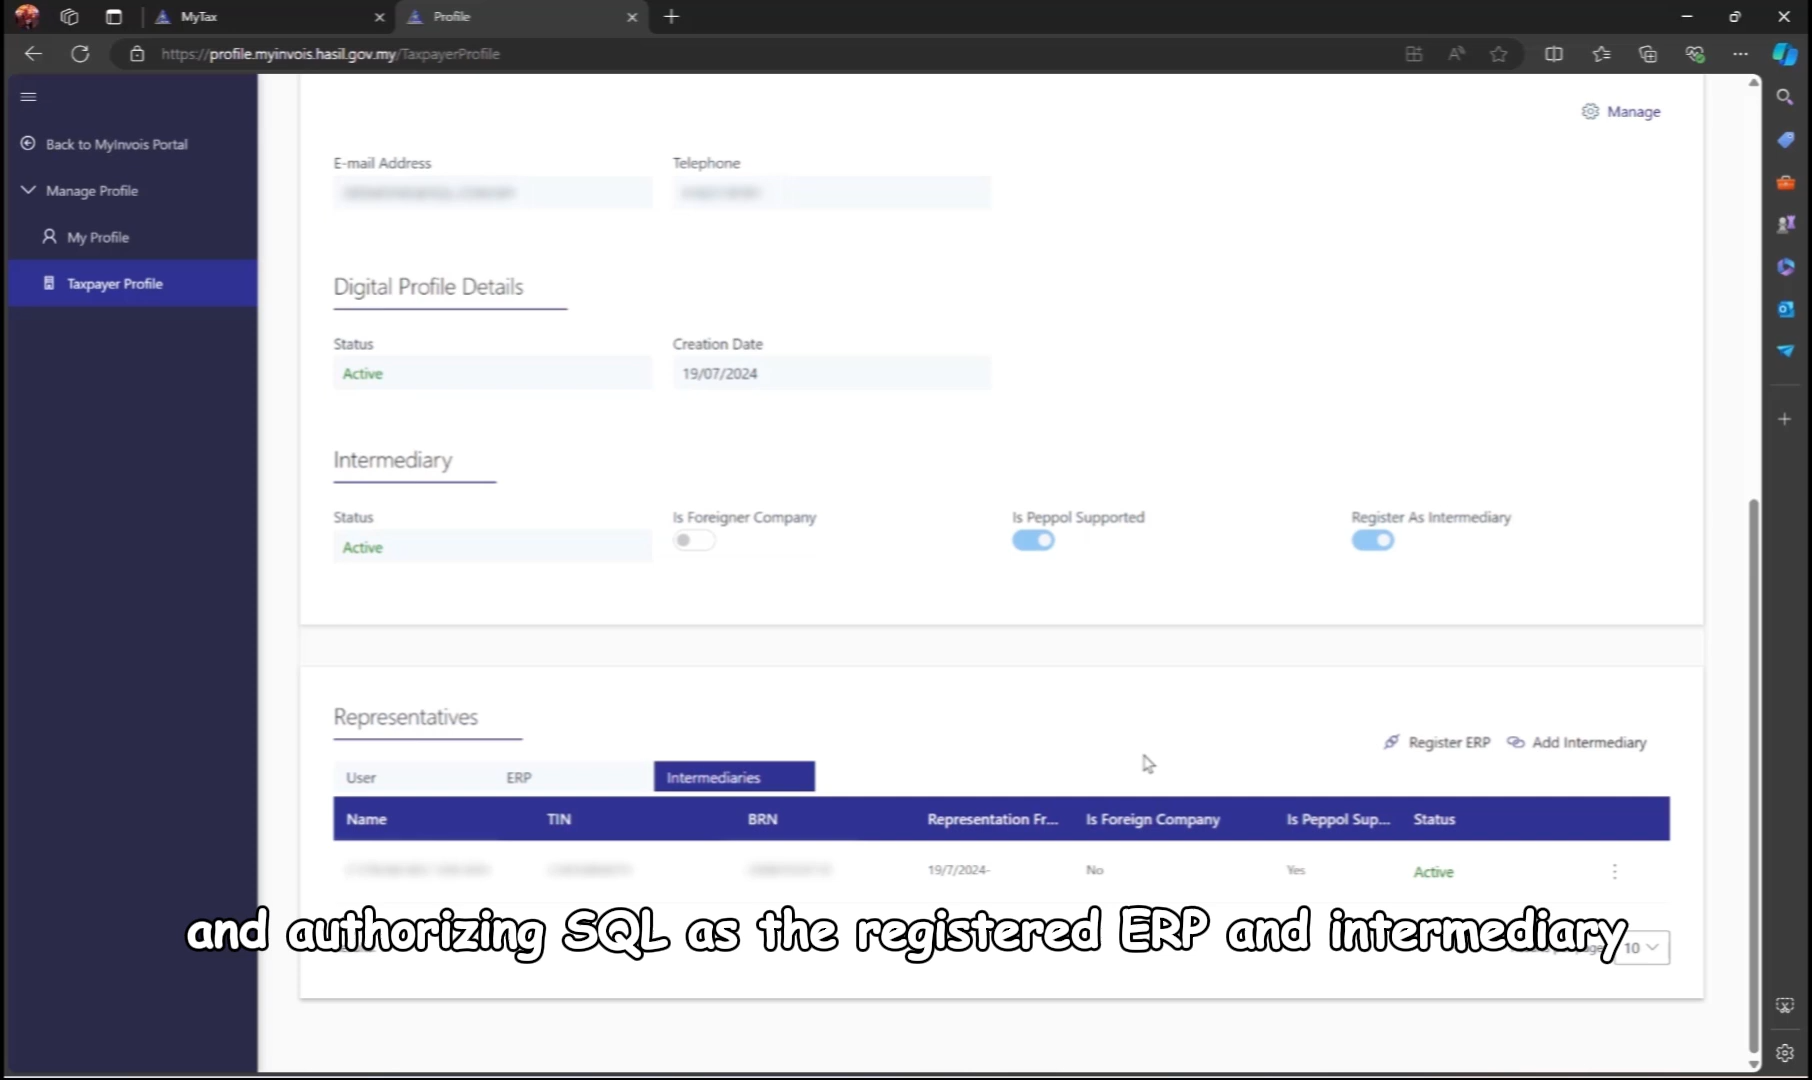 MyTax
Profile
https://profile.myinvois.hasil.gov.my/TaxpayerProfile
Back to MyInvois Portal
Manage Profile
My Profile
Taxpayer Profile
Manage
E-mail Address Telephone
Digital Profile Details
Status Creation Date
Active 19/07/2024
Intermediary
Status Is Foreigner Company Is Peppol Supported Register As Intermediary
Active
Representatives
Register ERP Add Intermediary
User ERP Intermediaries
Name TIN BRN Representation Fr... Is Foreign Company Is Peppol Sup... Status
19/7/2024- No Yes Active
and authorizing SQL as the registered ERP and intermediary
10